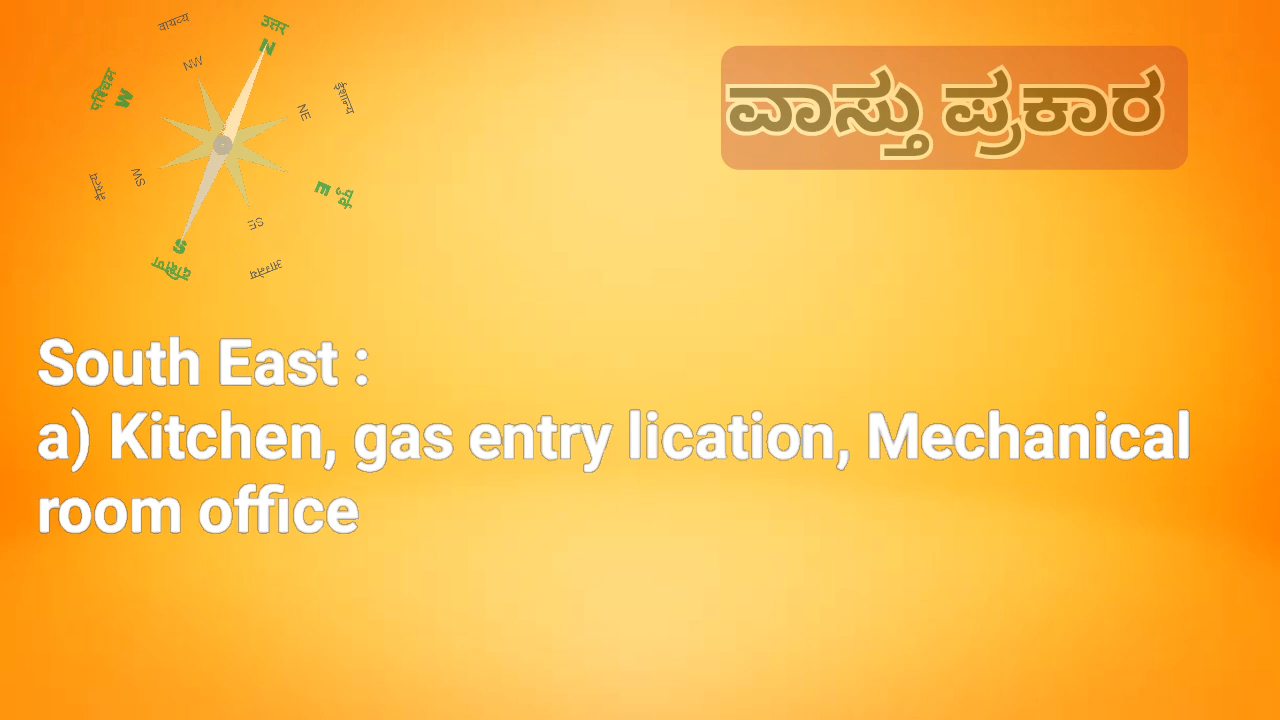 वायव्य
उत्तर
N
NW
पश्चिम
W
ईशान्य
NE
SW
नैऋत्य
E
पूर्व
SE
S
दक्षिण
आग्नेय
ವಾಸ್ತು ಪ್ರಕಾರ
South East :
a) Kitchen, gas entry lication, Mechanical
room office